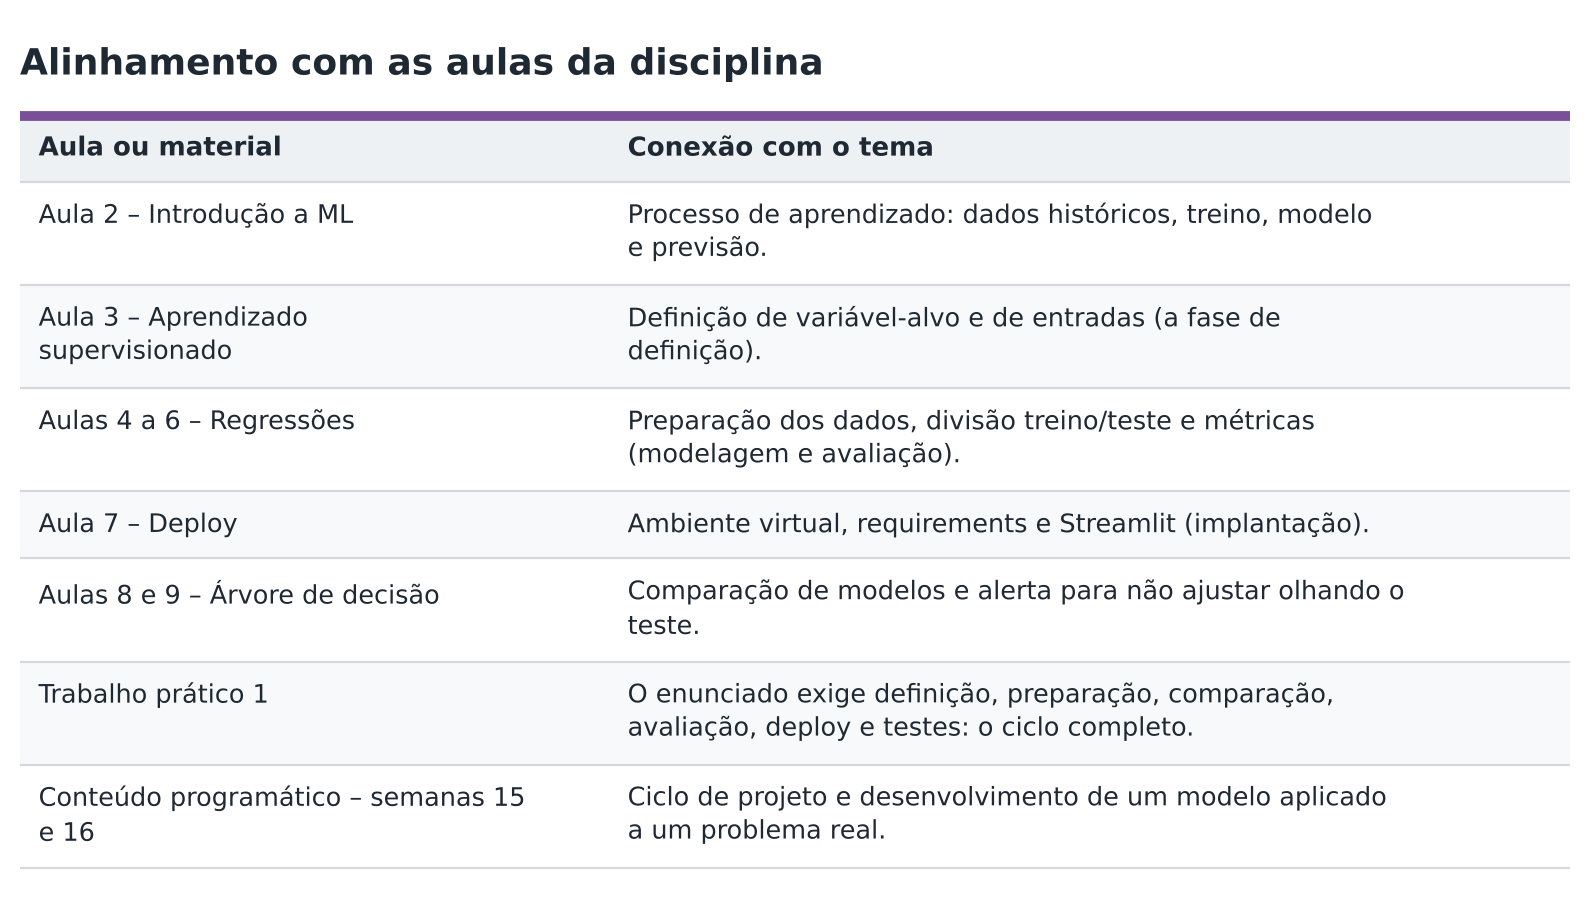 Alinhamento com as aulas da disciplina
Aula ou material
Conexão com o tema
Aula 2 – Introdução a ML
Processo de aprendizado: dados históricos, treino, modelo
e previsão.
Aula 3 – Aprendizado
supervisionado
Definição de variável-alvo e de entradas (a fase de
definição).
Aulas 4 a 6 – Regressões
Preparação dos dados, divisão treino/teste e métricas
(modelagem e avaliação).
Aula 7 – Deploy
Ambiente virtual, requirements e Streamlit (implantação).
Aulas 8 e 9 – Árvore de decisão
Comparação de modelos e alerta para não ajustar olhando o
teste.
Trabalho prático 1
O enunciado exige definição, preparação, comparação,
avaliação, deploy e testes: o ciclo completo.
Conteúdo programático – semanas 15
e 16
Ciclo de projeto e desenvolvimento de um modelo aplicado
a um problema real.